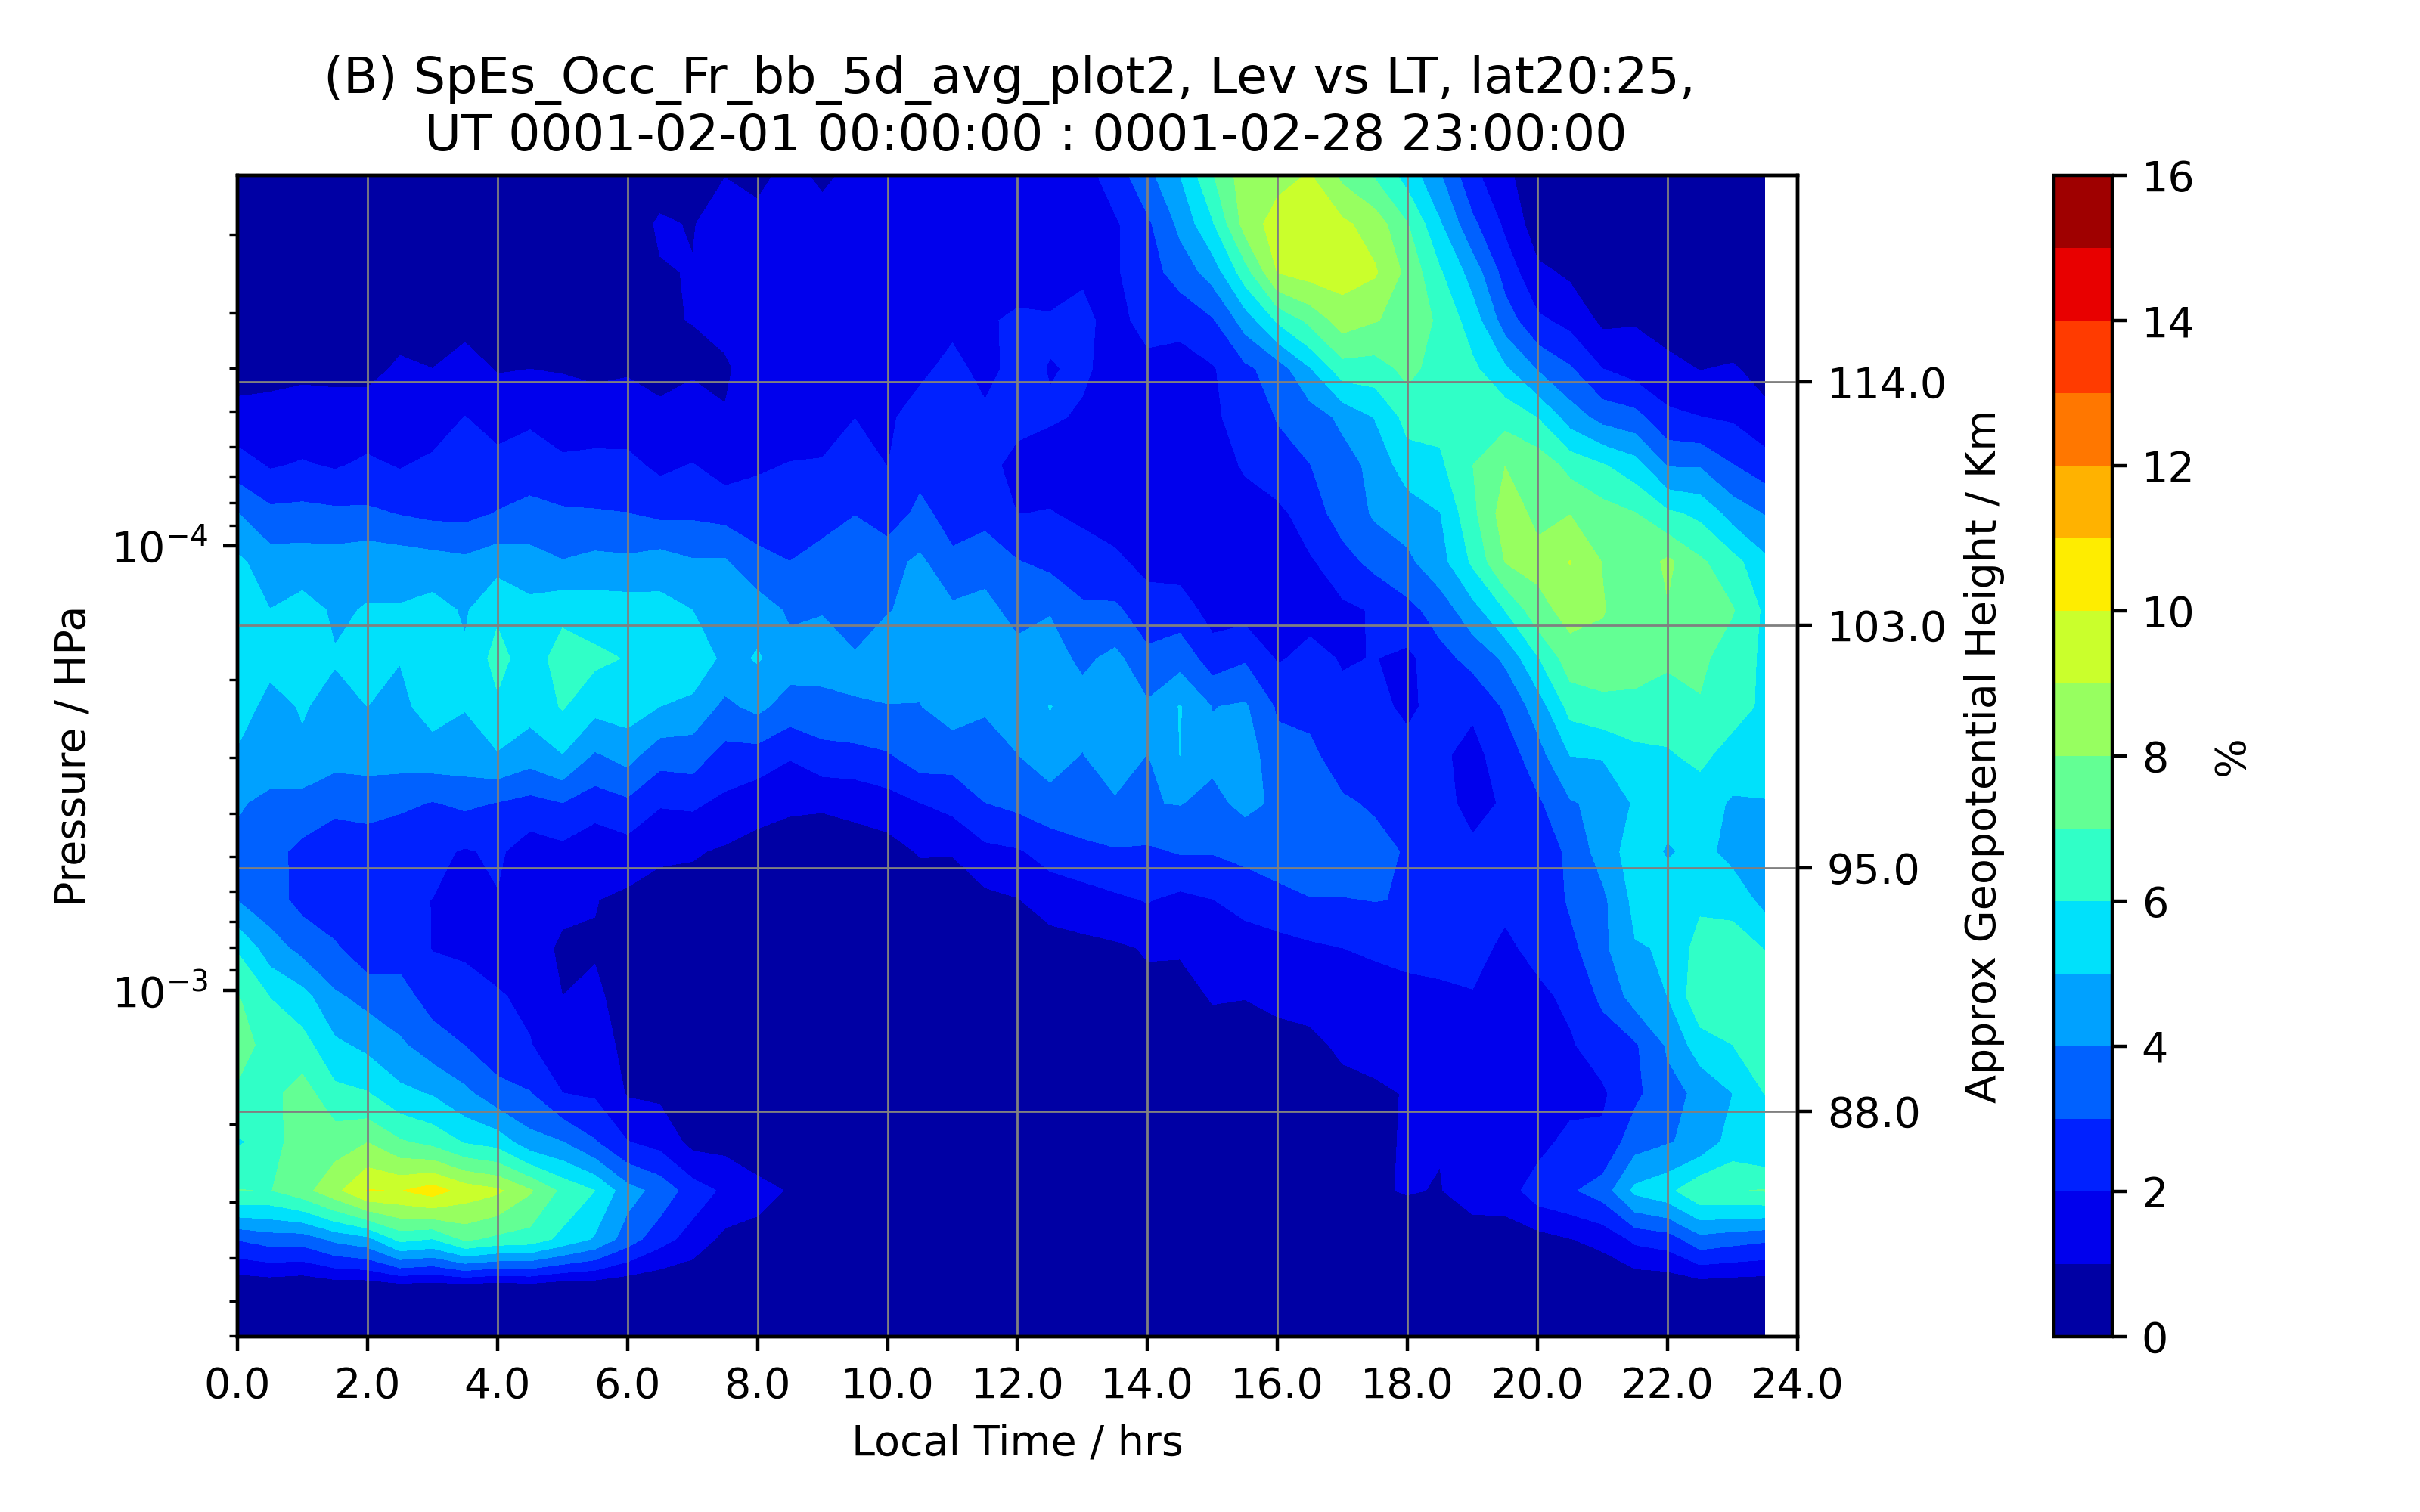 (B) SpEs_Occ_Fr_bb_5d_avg_plot2, Lev vs LT, lat20:25,
UT 0001-02-01 00:00:00 : 0001-02-28 23:00:00
Pressure / HPa
10⁻⁴
10⁻³
0.0 2.0 4.0 6.0 8.0 10.0 12.0 14.0 16.0 18.0 20.0 22.0 24.0
Local Time / hrs
114.0
103.0
95.0
88.0
Approx Geopotential Height / Km
16
14
12
10
8
6
4
2
0
%